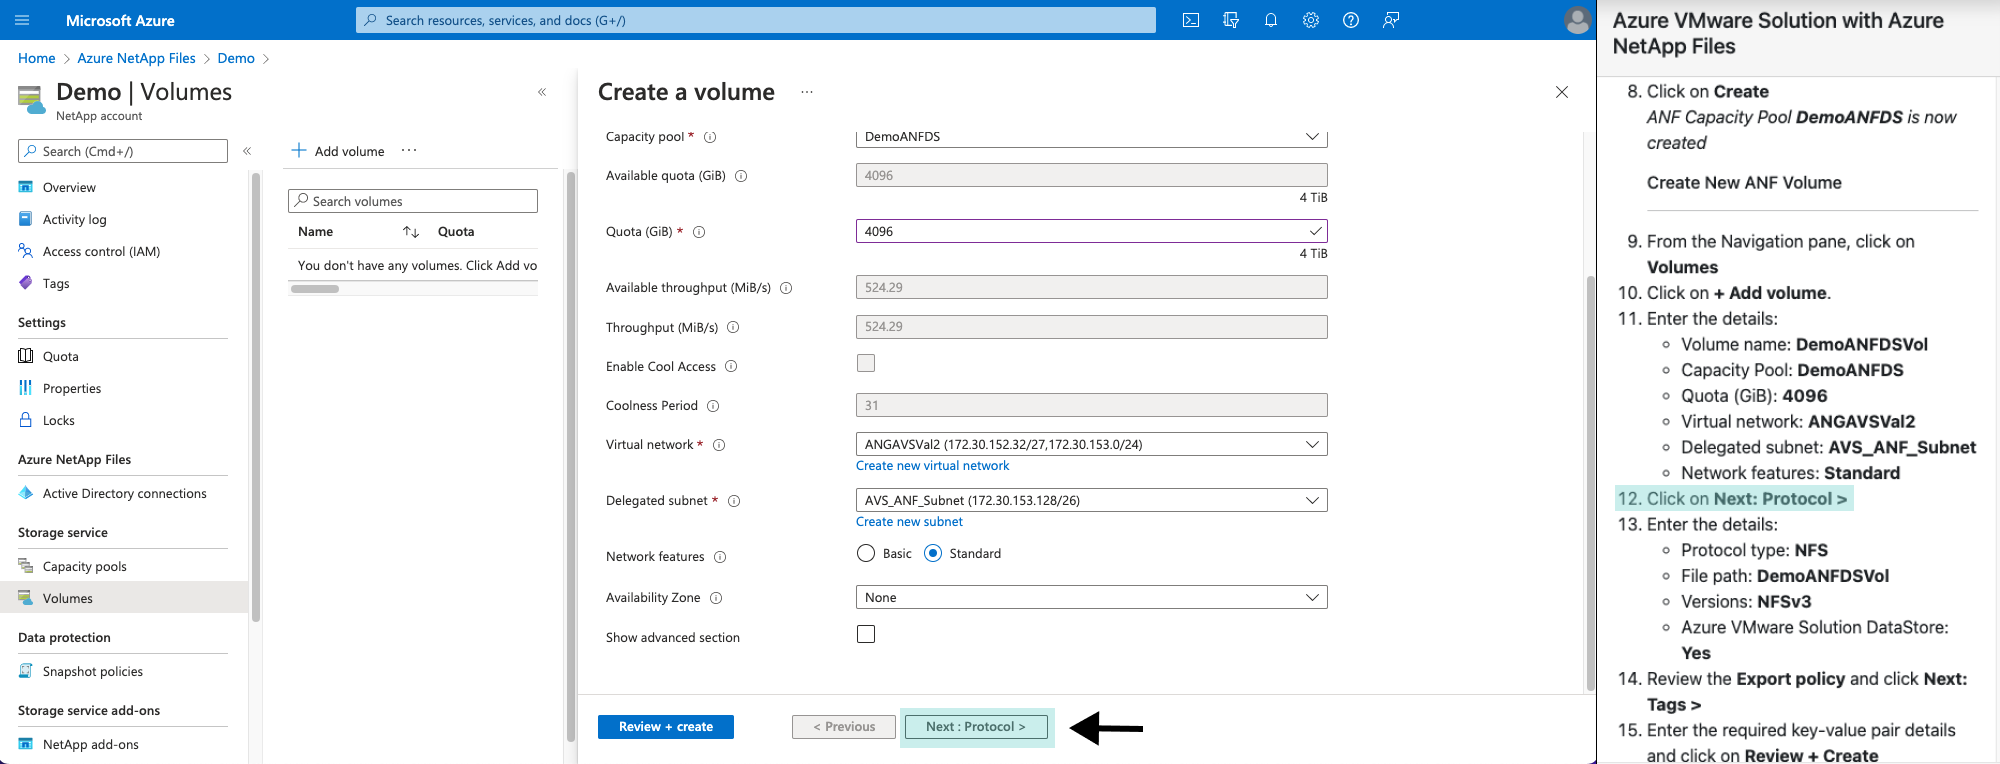 Microsoft Azure
Search resources, services, and docs (G+/)
Home > Azure NetApp Files > Demo >
Demo | Volumes
NetApp account
Search (Cmd+/)
Overview
Activity log
Access control (IAM)
Tags
Settings
Quota
Properties
Locks
Azure NetApp Files
Active Directory connections
Storage service
Capacity pools
Volumes
Data protection
Snapshot policies
Storage service add-ons
NetApp add-ons
+ Add volume ...
Search volumes
Name ↑↓ Quota
You don't have any volumes. Click Add vo
Create a volume ...
Capacity pool * DemoANFDS
Available quota (GiB) 4096
4 TiB
Quota (GiB) * 4096
4 TiB
Available throughput (MiB/s) 524.29
Throughput (MiB/s) 524.29
Enable Cool Access
Coolness Period 31
Virtual network * ANGAVSVal2 (172.30.152.32/27,172.30.153.0/24)
Create new virtual network
Delegated subnet * AVS_ANF_Subnet (172.30.153.128/26)
Create new subnet
Network features Basic Standard
Availability Zone None
Show advanced section
Review + create < Previous Next : Protocol >
Azure VMware Solution with Azure
NetApp Files
8. Click on Create
ANF Capacity Pool DemoANFDS is now
created
Create New ANF Volume
9. From the Navigation pane, click on
Volumes
10. Click on + Add volume.
11. Enter the details:
Volume name: DemoANFDSVol
Capacity Pool: DemoANFDS
Quota (GiB): 4096
Virtual network: ANGAVSVal2
Delegated subnet: AVS_ANF_Subnet
Network features: Standard
12. Click on Next: Protocol >
13. Enter the details:
Protocol type: NFS
File path: DemoANFDSVol
Versions: NFSv3
Azure VMware Solution DataStore:
Yes
14. Review the Export policy and click Next:
Tags >
15. Enter the required key-value pair details
and click on Review + Create